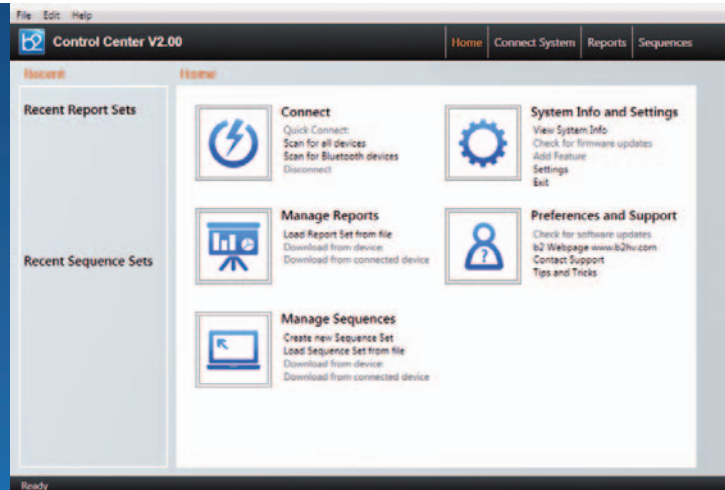 File Edit Help
b2 Control Center V2.00
Home Connect System Reports Sequences
Recent Home
Recent Report Sets
Recent Sequence Sets
Connect
Quick Connect:
Scan for all devices
Scan for Bluetooth devices
Disconnect
System Info and Settings
View System Info
Check for firmware updates
Add Feature
Settings
Exit
Manage Reports
Load Report Set from file
Download from device:
Download from connected device
Preferences and Support
Check for software updates
b2 Webpage www.b2hv.com
Contact Support
Tips and Tricks
Manage Sequences
Create new Sequence Set
Load Sequence Set from file
Download from device:
Download from connected device
Ready